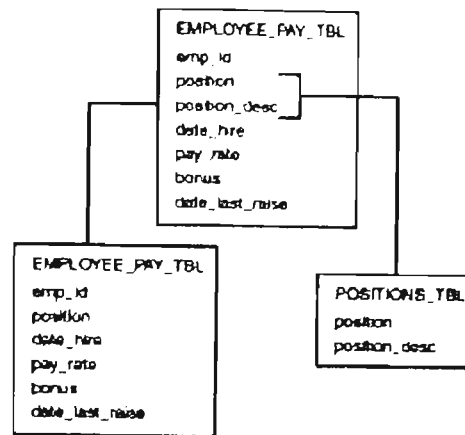 EMPLOYEE_PAY_TBL
emp_id
position
position_desc
date_hire
pay_rate
bonus
date_last_raise
EMPLOYEE_PAY_TBL
emp_id
position
date_hire
pay_rate
bonus
date_last_raise
POSITIONS_TBL
position
position_desc